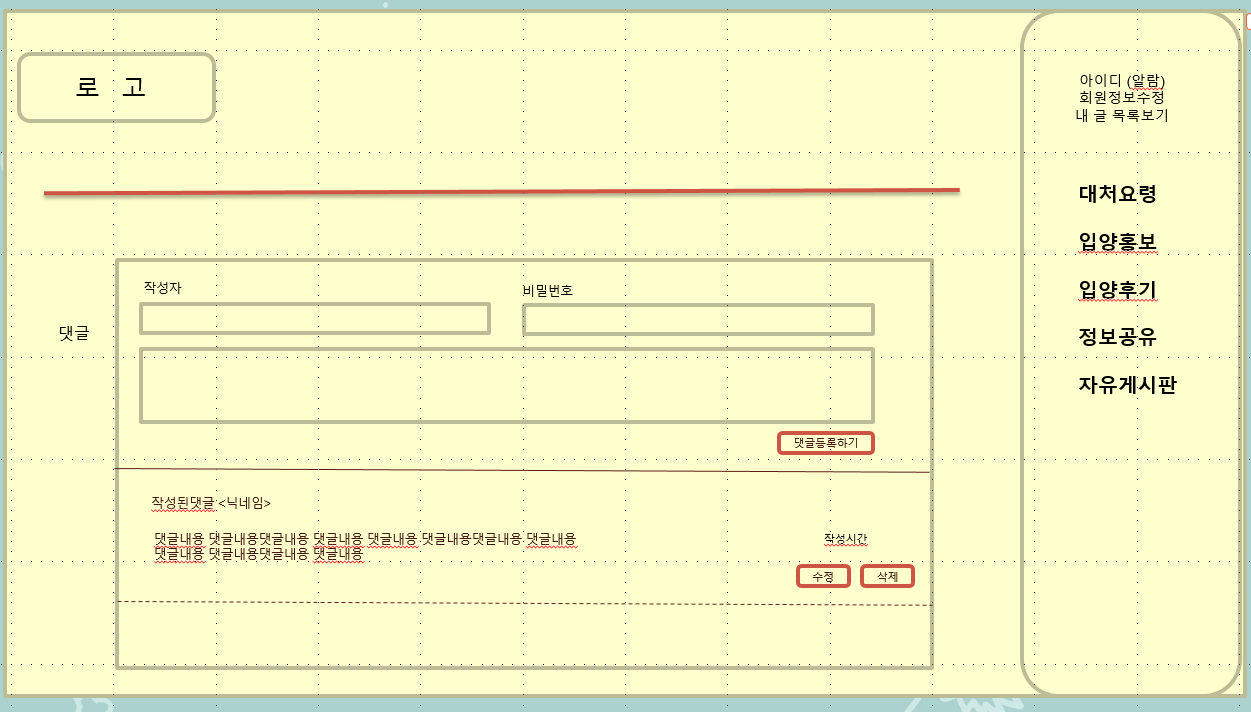 로 고
아이디 (알람)
회원정보수정
내 글 목록보기
대처요령
입양홍보
입양후기
정보공유
자유게시판
댓글
작성자
비밀번호
댓글등록하기
작성된댓글 <닉네임>
댓글내용 댓글내용댓글내용 댓글내용 댓글내용 댓글내용댓글내용 댓글내용
댓글내용 댓글내용댓글내용 댓글내용
작성시간
수정
삭제